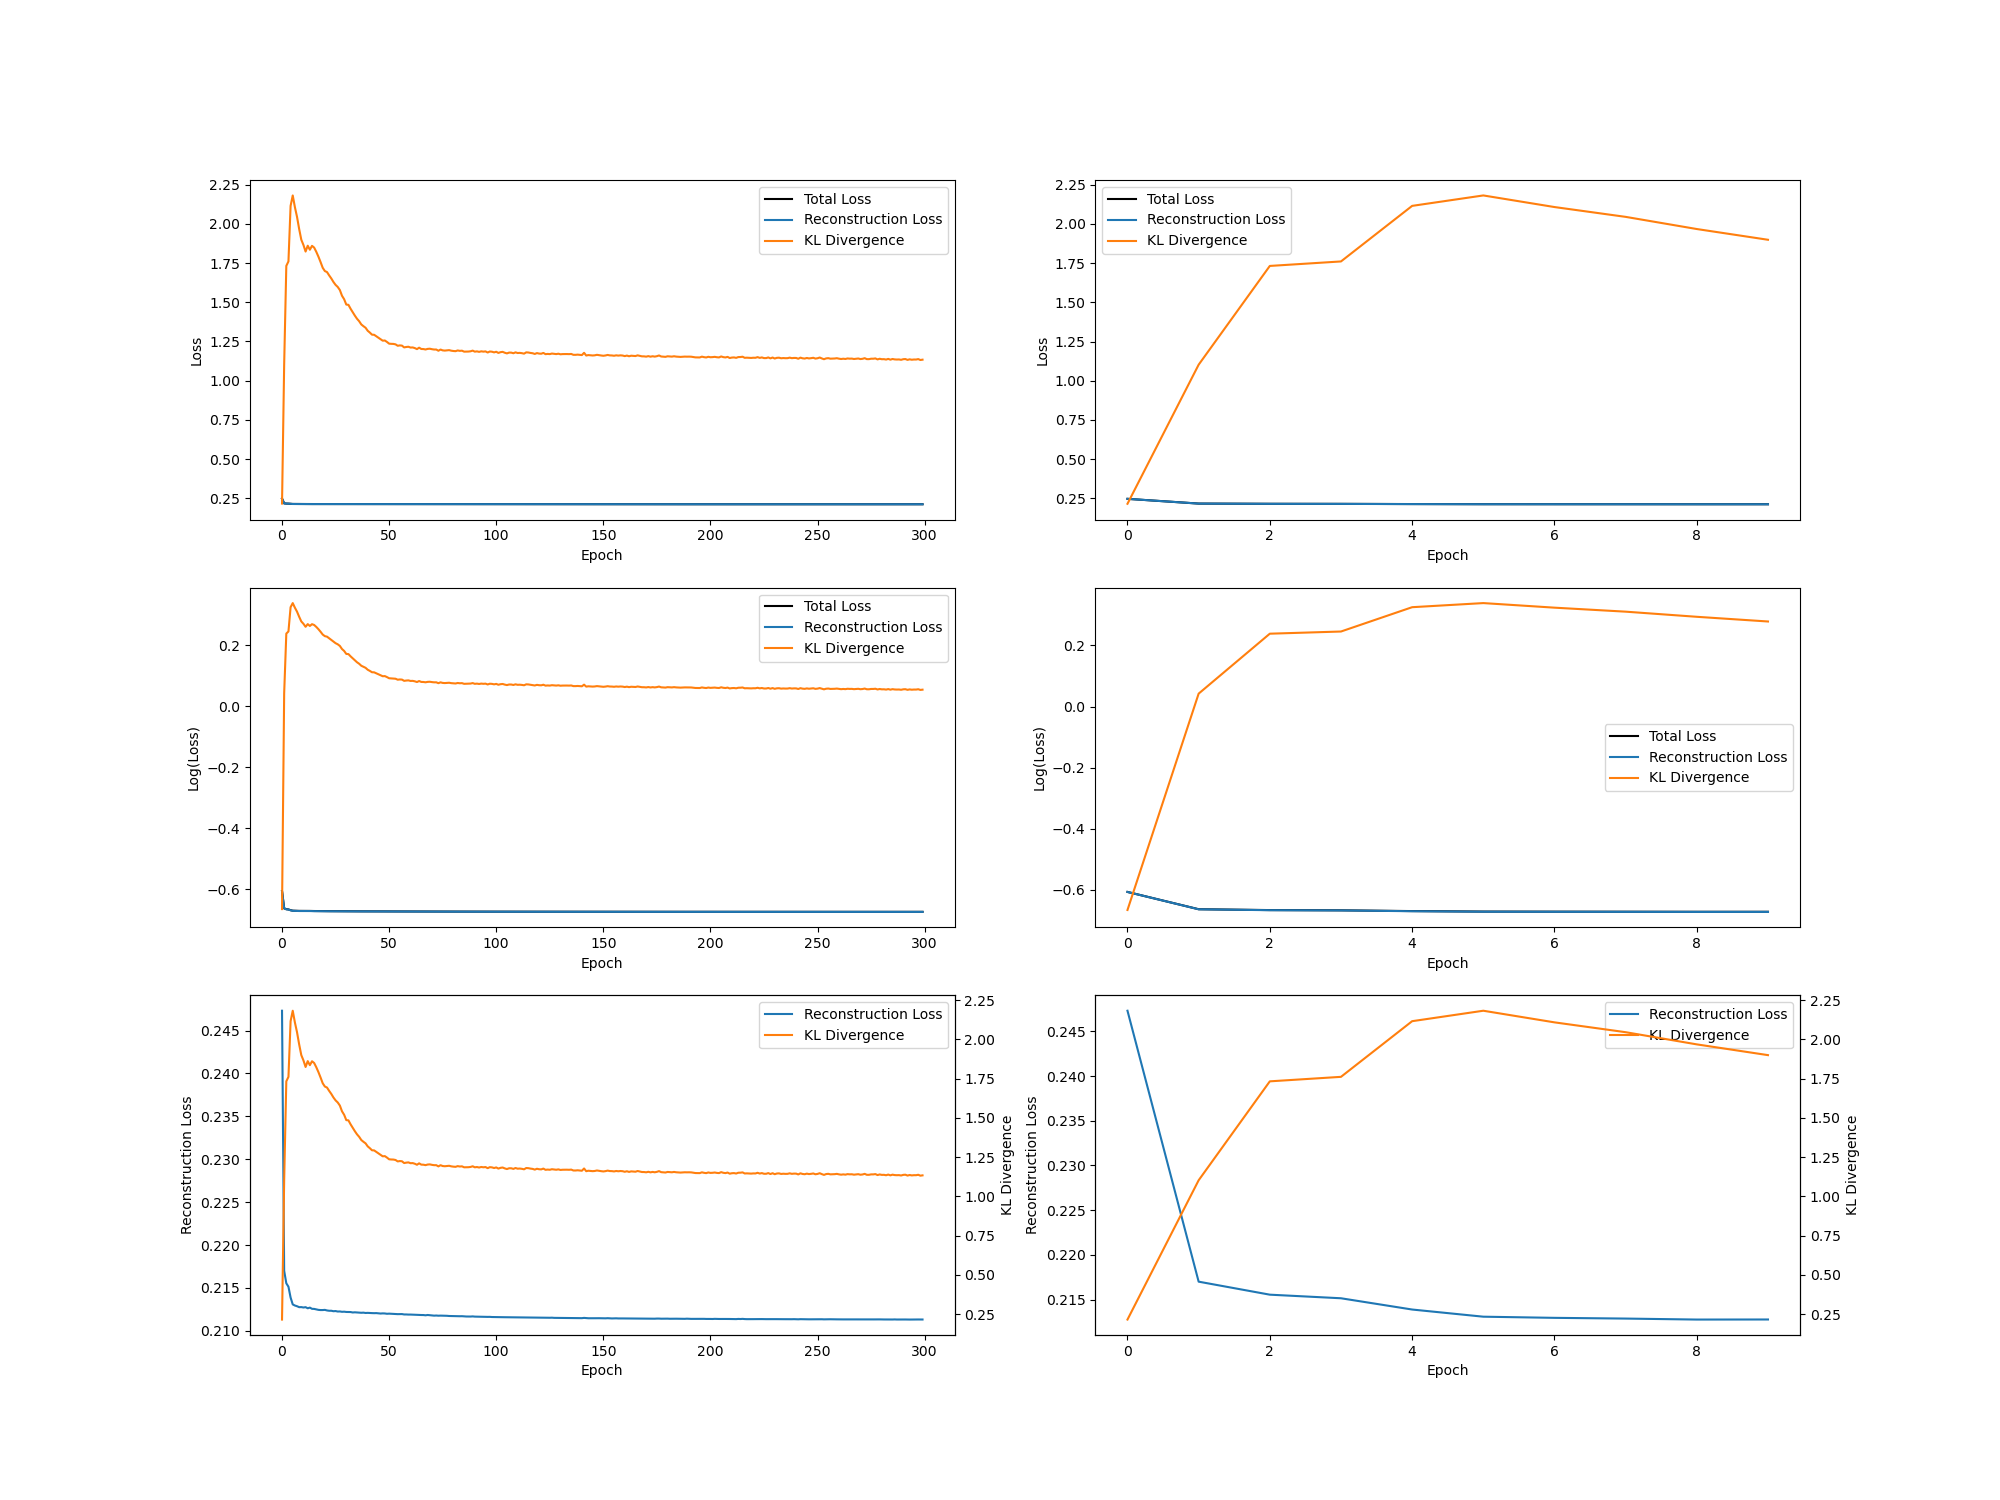 2.25
2.00
1.75
1.50
1.25
1.00
0.75
0.50
0.25
Loss
0 50 100 150 200 250 300
Epoch
Total Loss
Reconstruction Loss
KL Divergence
2.25
2.00
1.75
1.50
1.25
1.00
0.75
0.50
0.25
Loss
0 2 4 6 8
Epoch
Total Loss
Reconstruction Loss
KL Divergence
0.2
0.0
−0.2
−0.4
−0.6
Log(Loss)
0 50 100 150 200 250 300
Epoch
Total Loss
Reconstruction Loss
KL Divergence
0.2
0.0
−0.2
−0.4
−0.6
Log(Loss)
0 2 4 6 8
Epoch
Total Loss
Reconstruction Loss
KL Divergence
0.245
0.240
0.235
0.230
0.225
0.220
0.215
0.210
Reconstruction Loss
0 50 100 150 200 250 300
Epoch
Reconstruction Loss
KL Divergence
2.25
2.00
1.75
1.50
1.25
1.00
0.75
0.50
0.25
KL Divergence
0.245
0.240
0.235
0.230
0.225
0.220
0.215
Reconstruction Loss
0 2 4 6 8
Epoch
Reconstruction Loss
KL Divergence
2.25
2.00
1.75
1.50
1.25
1.00
0.75
0.50
0.25
KL Divergence